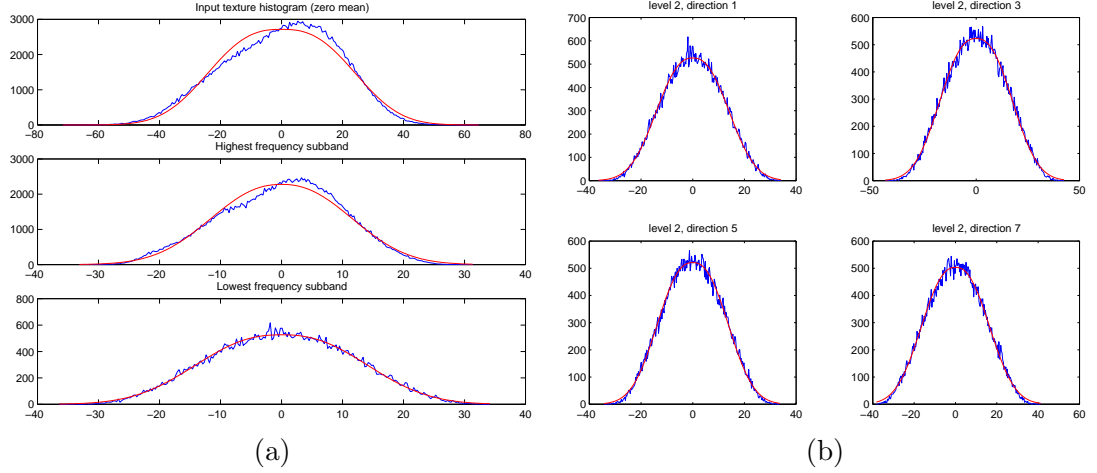 Input texture histogram (zero mean)
3000
2000
1000
0
−80 −60 −40 −20 0 20 40 60 80
Highest frequency subband
3000
2000
1000
0
−40 −30 −20 −10 0 10 20 30 40
Lowest frequency subband
800
600
400
200
0
−40 −30 −20 −10 0 10 20 30 40
(a)
level 2, direction 1
700
600
500
400
300
200
100
0
−40 −20 0 20 40
level 2, direction 3
600
500
400
300
200
100
0
−50 0 50
level 2, direction 5
600
500
400
300
200
100
0
−40 −20 0 20 40
level 2, direction 7
600
500
400
300
200
100
0
−40 −20 0 20 40 60
(b)